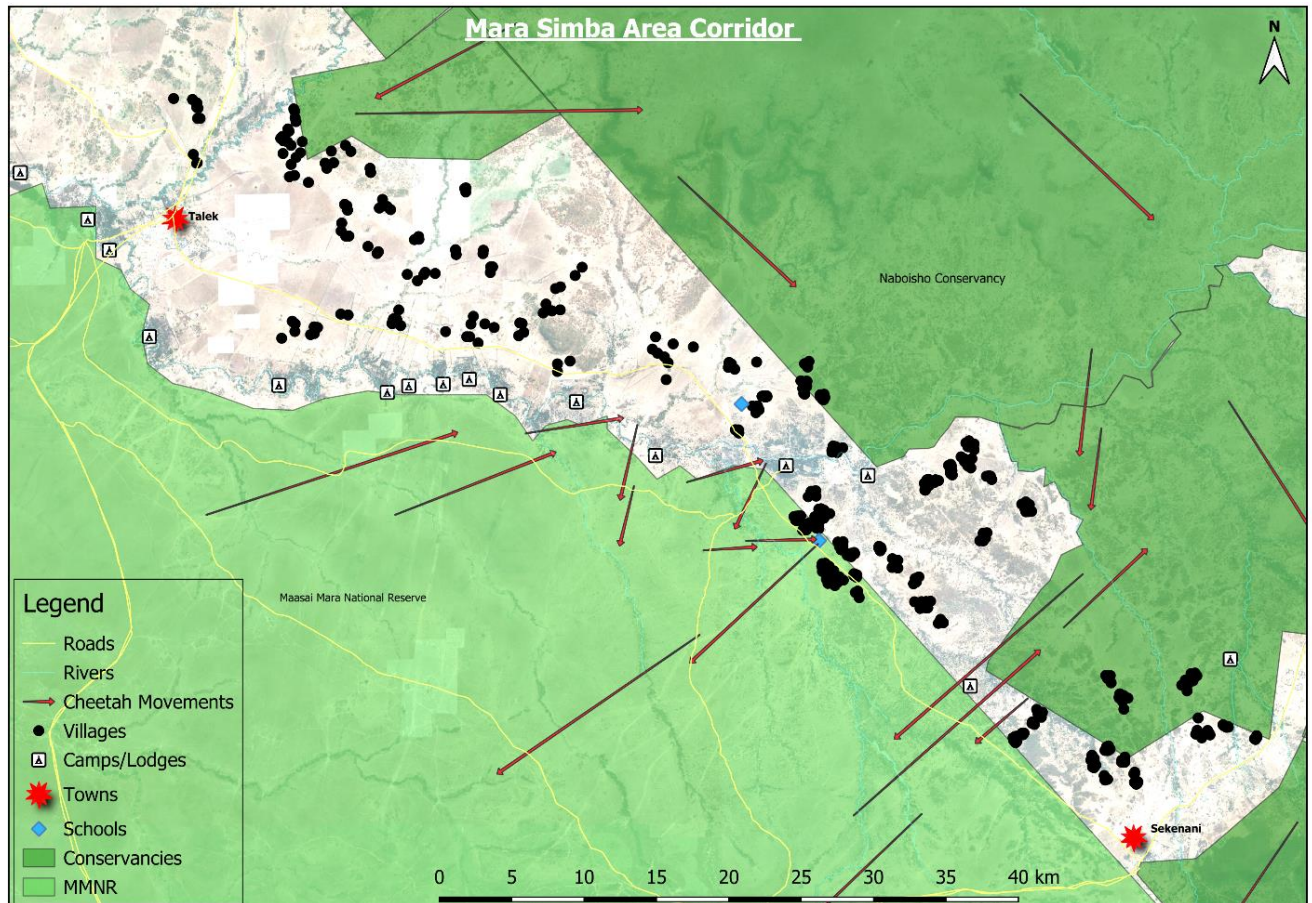 Mara Simba Area Corridor
N
Talek
Naboisho Conservancy
Maasai Mara National Reserve
Sekenani
Legend
Roads
Rivers
Cheetah Movements
Villages
Camps/Lodges
Towns
Schools
Conservancies
MMNR
0 5 10 15 20 25 30 35 40 km